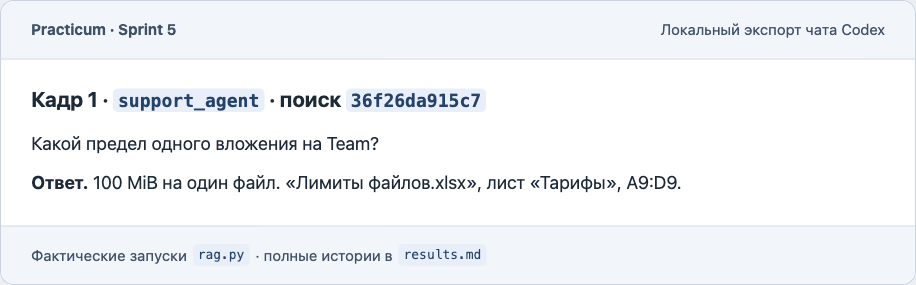 Practicum · Sprint 5
Локальный экспорт чата Codex
Кадр 1 · support_agent · поиск 36f26da915c7
Какой предел одного вложения на Team?
Ответ. 100 MiB на один файл. «Лимиты файлов.xlsx», лист «Тарифы», A9:D9.
Фактические запуски rag.py · полные истории в results.md